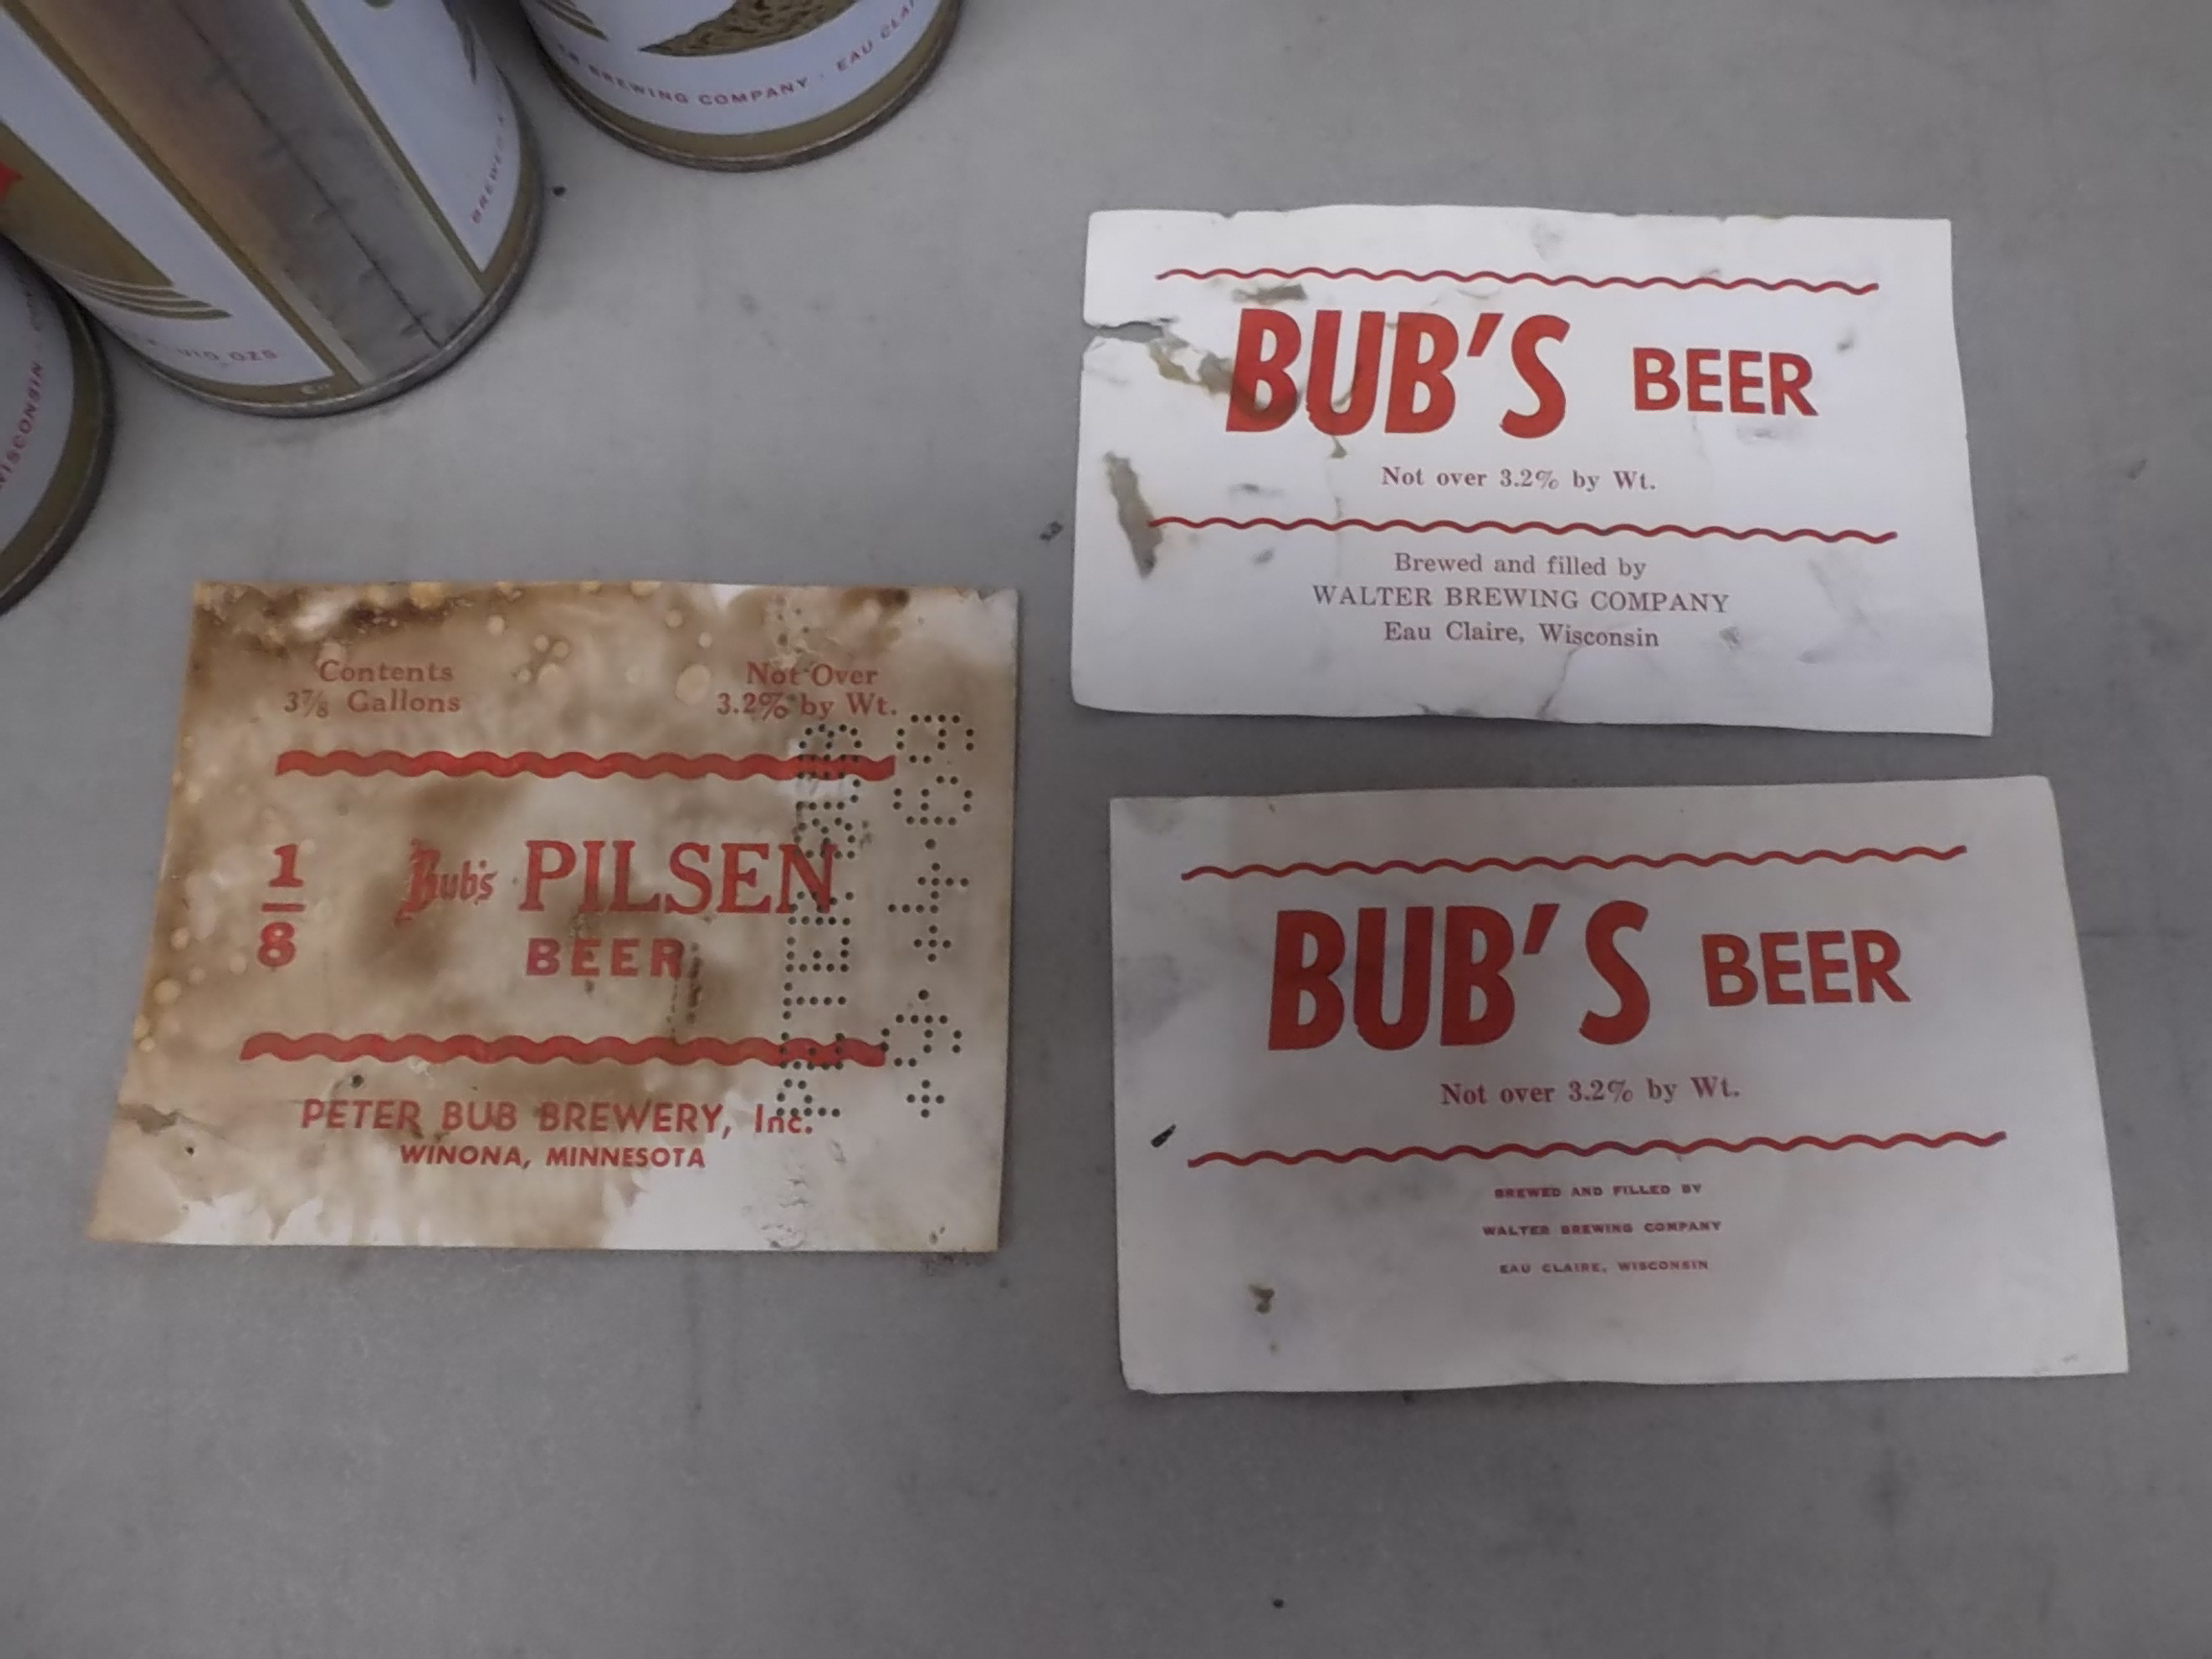 BREWING COMPANY · EAU CLAI
BREWE
OZS
WISCONSIN
BUB'S BEER
Not over 3.2% by Wt.
Brewed and filled by
WALTER BREWING COMPANY
Eau Claire, Wisconsin
Contents
3⅞ Gallons
Not Over
3.2% by Wt.
1/8
Bub's PILSEN
BEER
PETER BUB BREWERY, Inc.
WINONA, MINNESOTA
BUB'S BEER
Not over 3.2% by Wt.
BREWED AND FILLED BY
WALTER BREWING COMPANY
EAU CLAIRE, WISCONSIN